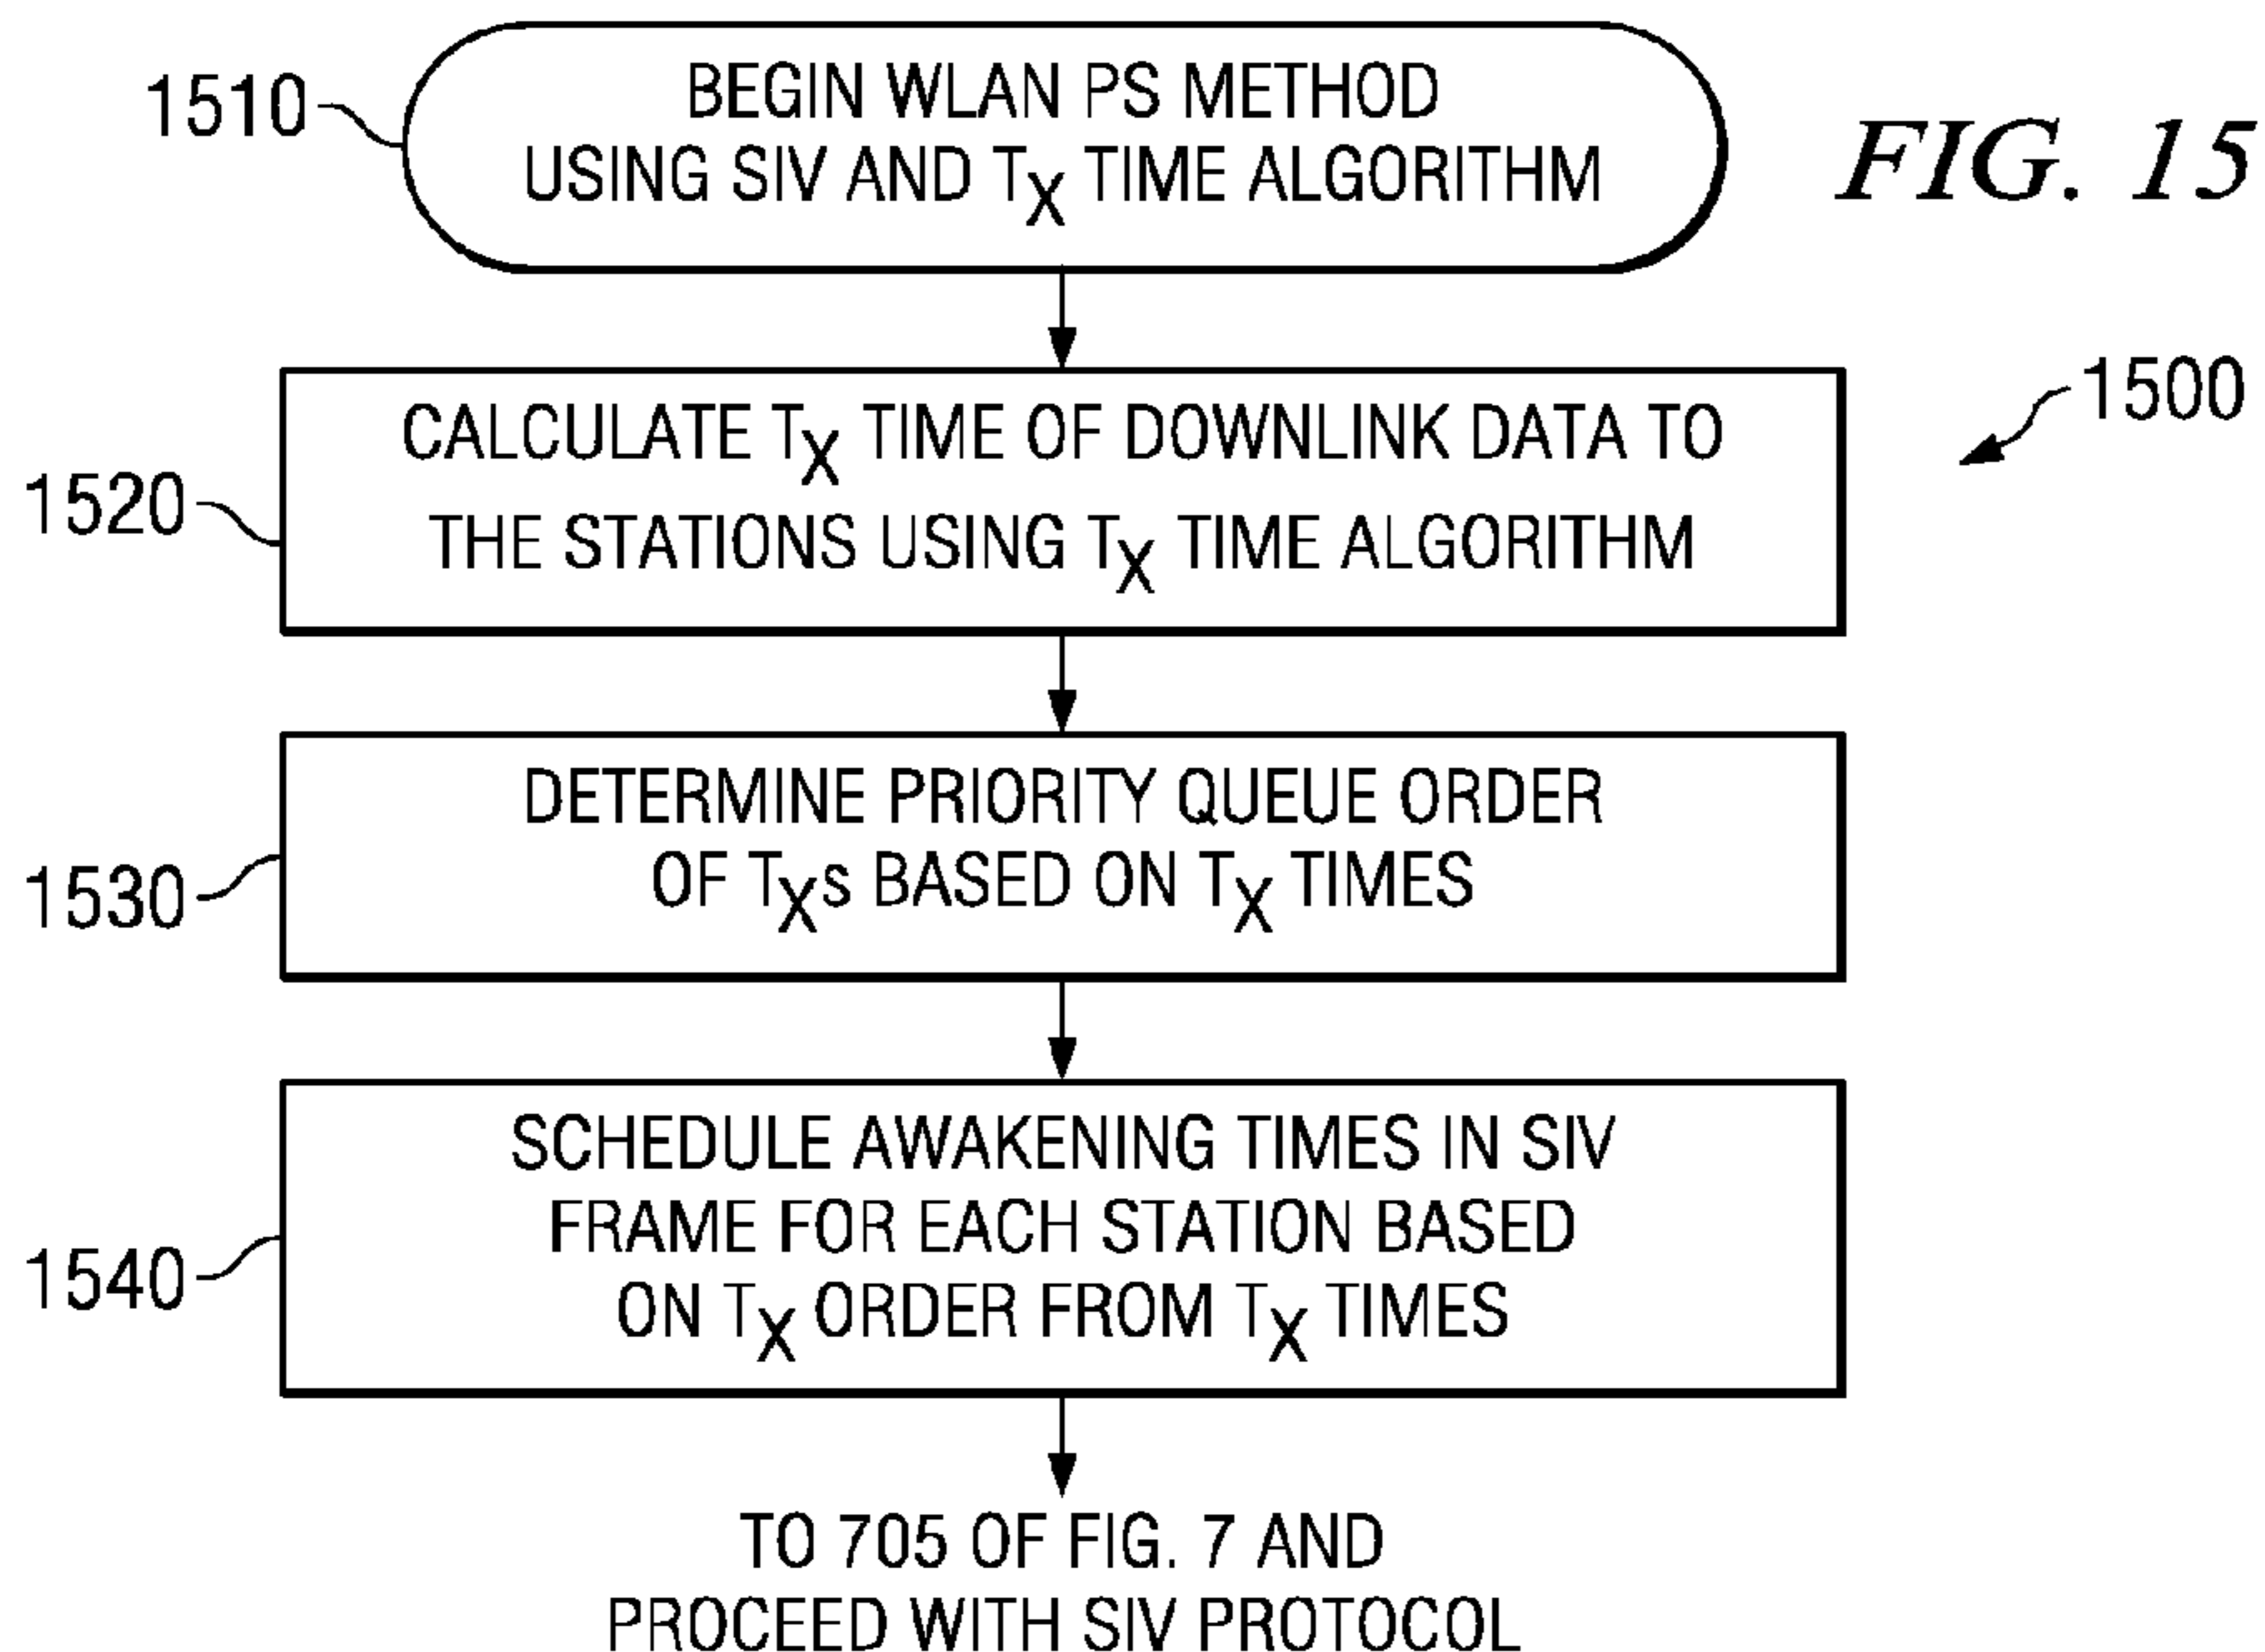 1510
BEGIN WLAN PS METHOD
USING SIV AND TX TIME ALGORITHM
FIG. 15
1500
1520
CALCULATE TX TIME OF DOWNLINK DATA TO
THE STATIONS USING TX TIME ALGORITHM
1530
DETERMINE PRIORITY QUEUE ORDER
OF TXs BASED ON TX TIMES
1540
SCHEDULE AWAKENING TIMES IN SIV
FRAME FOR EACH STATION BASED
ON TX ORDER FROM TX TIMES
TO 705 OF FIG. 7 AND
PROCEED WITH SIV PROTOCOL